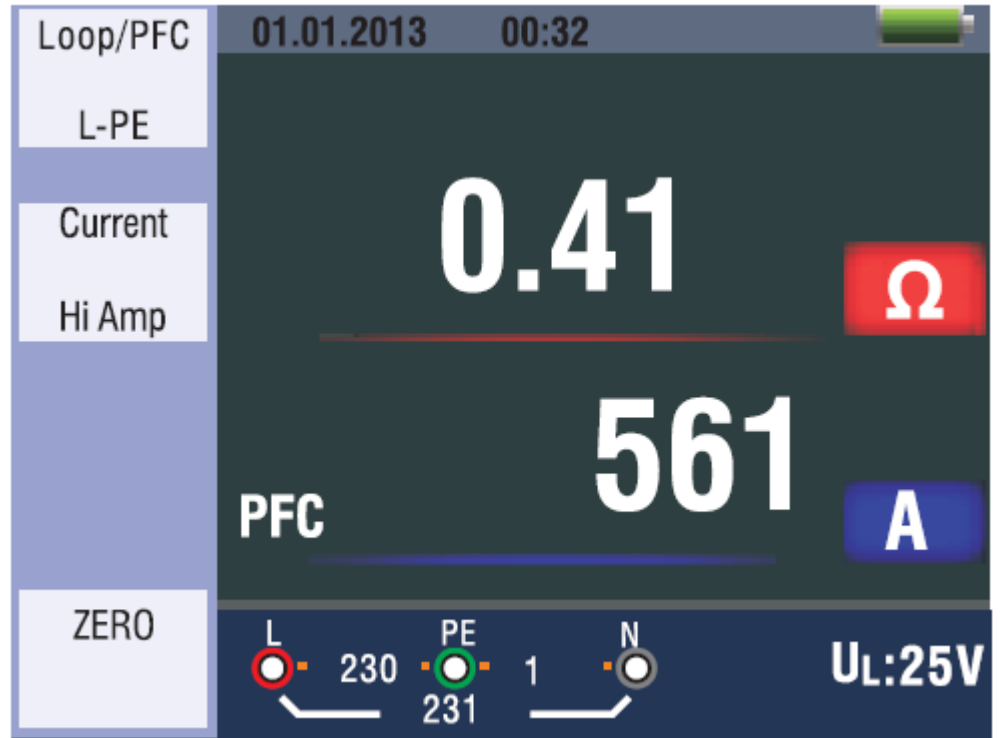 Loop/PFC
L-PE
Current
Hi Amp
ZERO
01.01.2013 00:32
0.41 Ω
PFC 561 A
L PE N
230 1
231
UL:25V